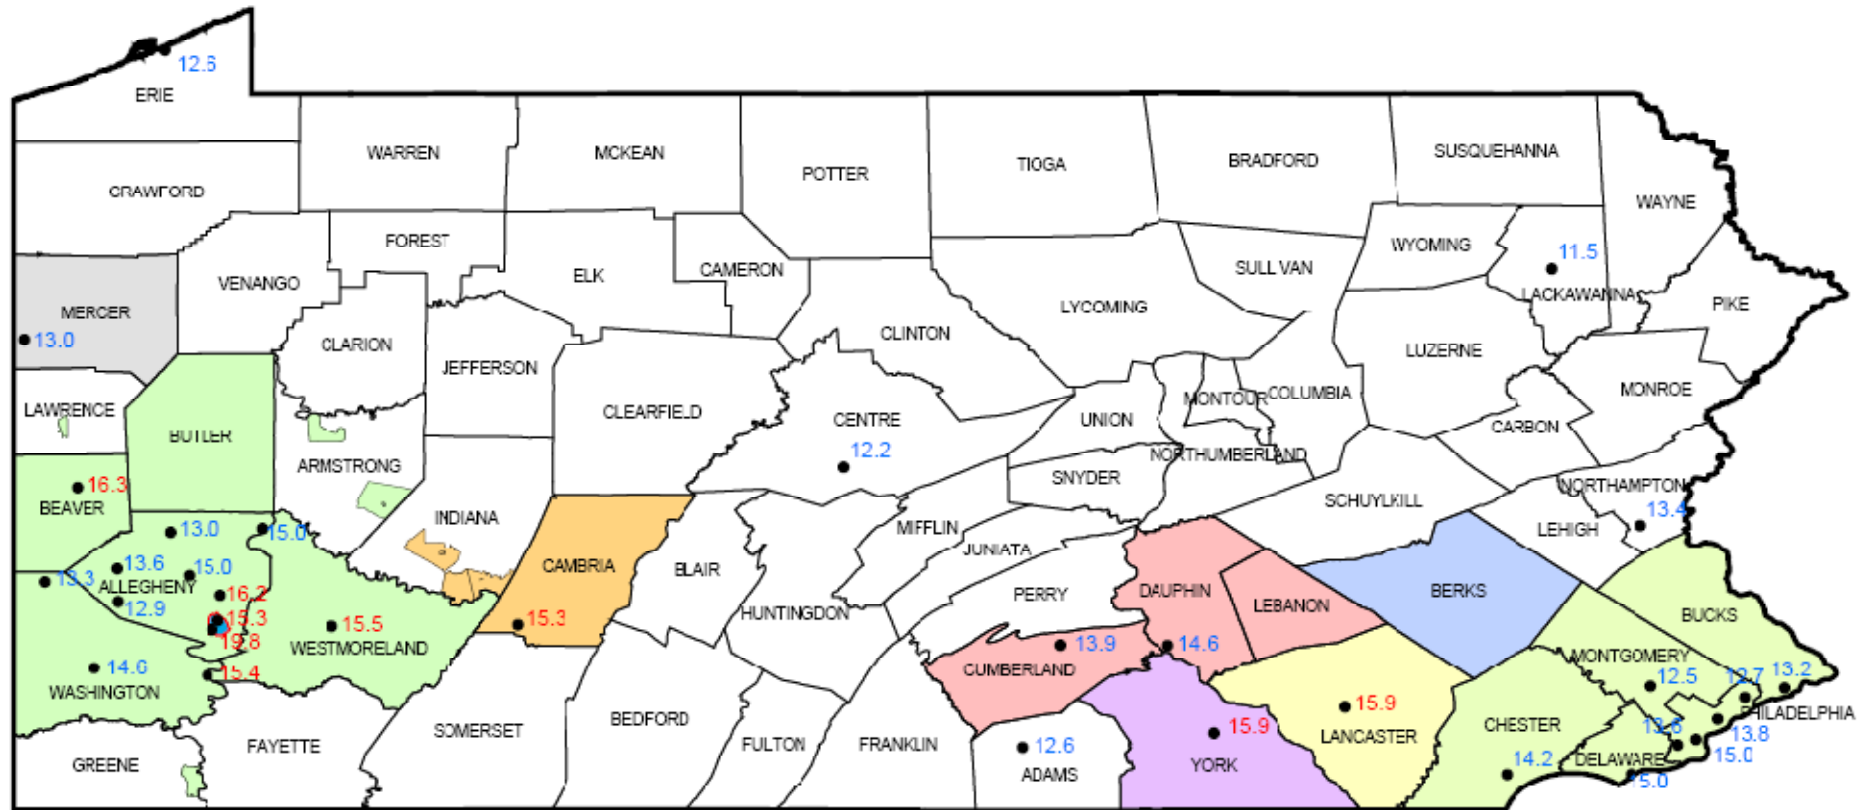 12.6
ERIE
WARREN
MCKEAN
POTTER
TIOGA
BRADFORD
SUSQUEHANNA
CRAWFORD
WAYNE
FOREST
WYOMING
11.5
VENANGO
ELK
CAMERON
SULLIVAN
LACKAWANNA
MERCER
LYCOMING
PIKE
13.0
CLARION
CLINTON
LUZERNE
JEFFERSON
MONROE
LAWRENCE
CLEARFIELD
CENTRE
UNION
MONTOUR
COLUMBIA
BUTLER
CARBON
12.2
ARMSTRONG
NORTHUMBERLAND
SNYDER
16.3
NORTHAMPTON
BEAVER
SCHUYLKILL
13.4
INDIANA
MIFFLIN
LEHIGH
13.0
15.0
JUNIATA
13.6
15.0
CAMBRIA
BLAIR
13.3
ALLEGHENY
DAUPHIN
BERKS
16.2
PERRY
LEBANON
12.9
HUNTINGDON
BUCKS
15.3
15.5
15.3
19.8
WESTMORELAND
13.9
14.6
CUMBERLAND
MONTGOMERY
14.0
15.4
12.5
12.7
13.2
WASHINGTON
15.9
PHILADELPHIA
SOMERSET
BEDFORD
15.9
CHESTER
13.8
FAYETTE
FULTON
FRANKLIN
12.6
LANCASTER
15.0
GREENE
ADAMS
YORK
14.2
DELAWARE
15.0